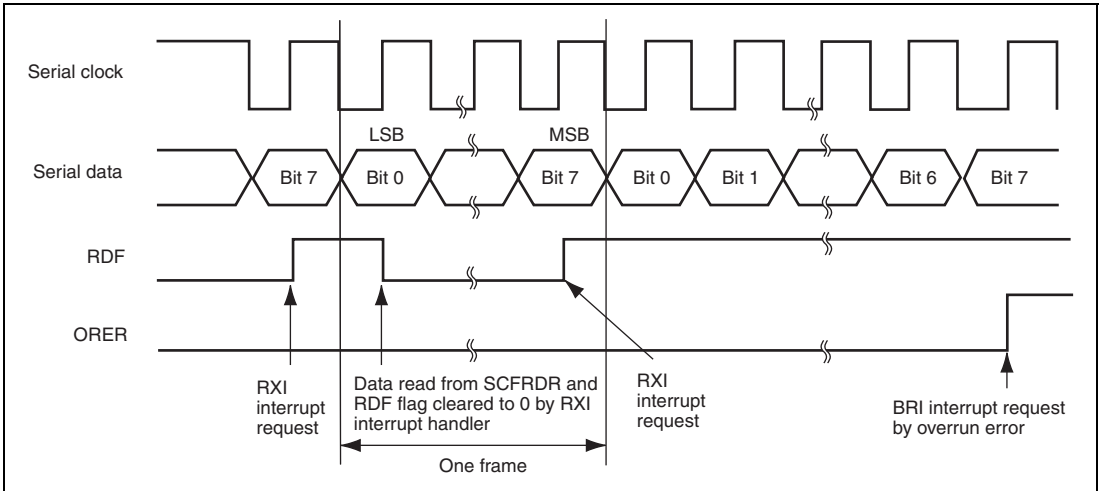 Serial clock
LSB
MSB
Serial data
Bit 7
Bit 0
Bit 7
Bit 0
Bit 1
Bit 6
Bit 7
RDF
ORER
RXI
interrupt
request
Data read from SCFRDR and
RDF flag cleared to 0 by RXI
interrupt handler
RXI
interrupt
request
BRI interrupt request
by overrun error
One frame